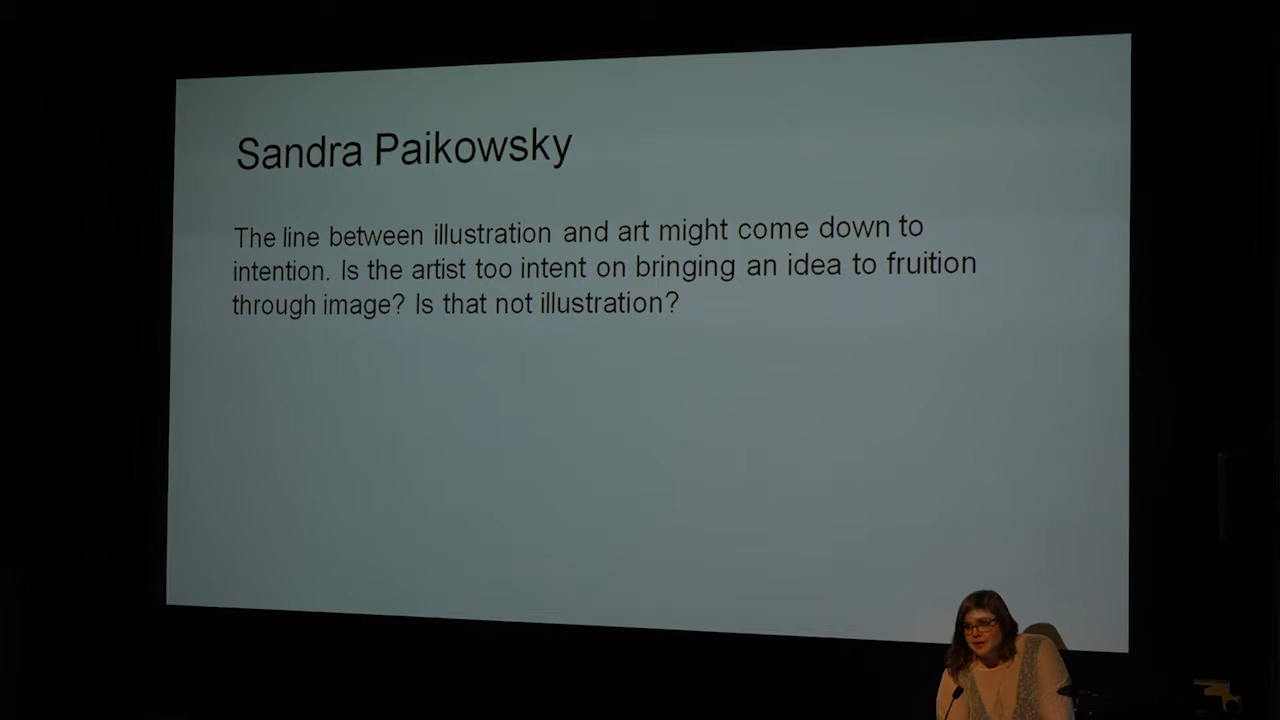 Sandra Paikowsky
The line between illustration and art might come down to
intention. Is the artist too intent on bringing an idea to fruition
through image? Is that not illustration?